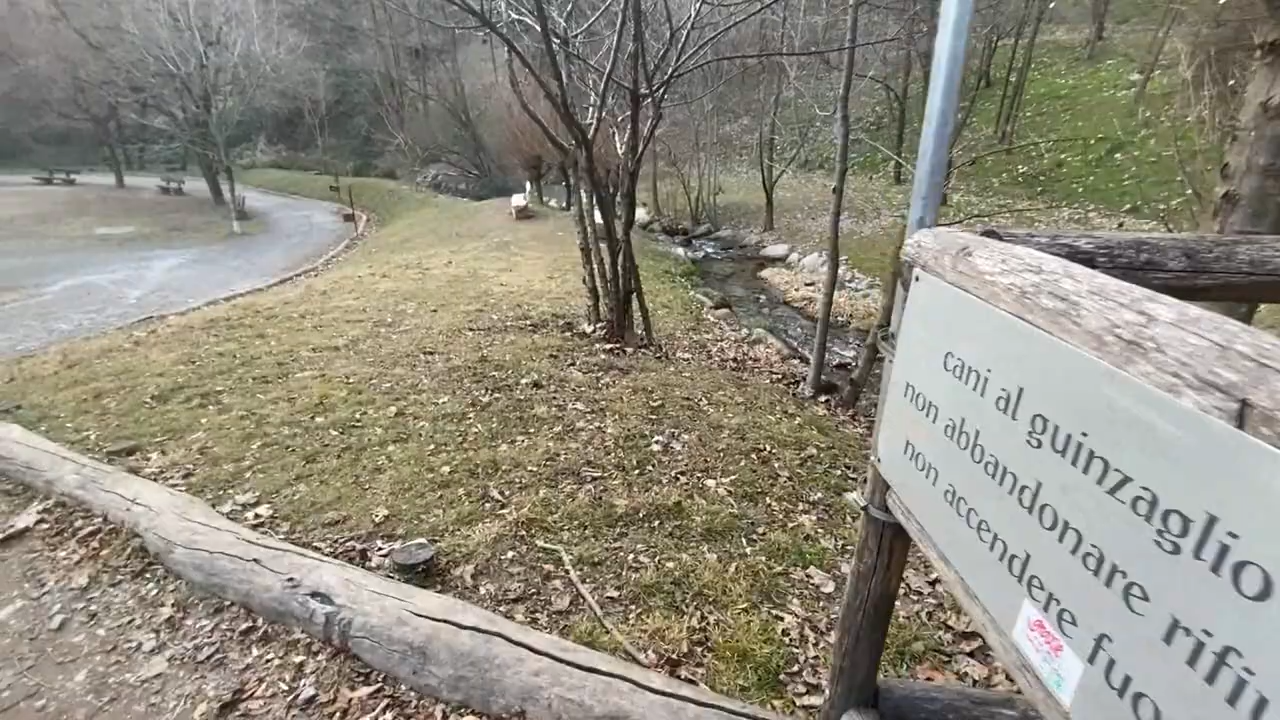 cani al guinzaglio
non abbandonare rifiu
non accendere fuo